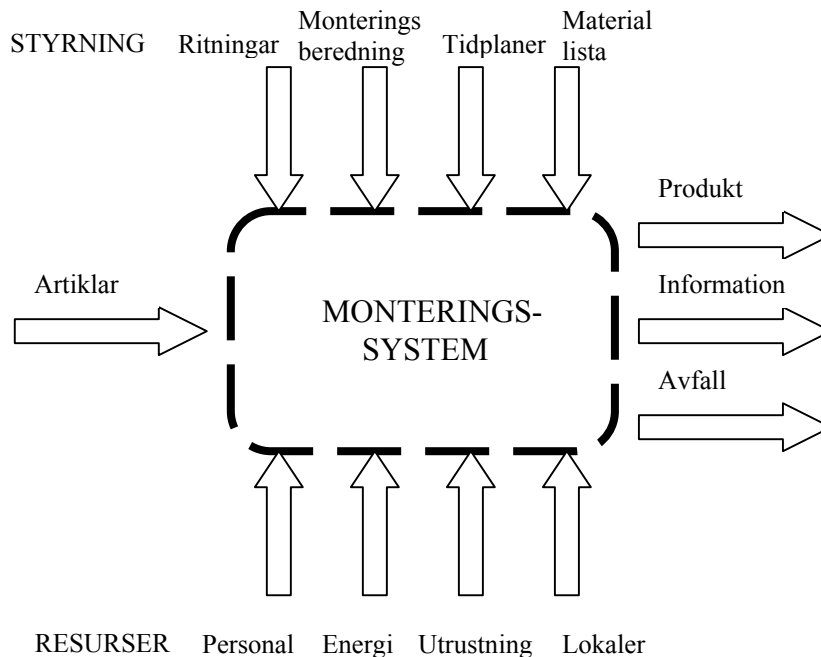 STYRNING
Ritningar
Monterings
beredning
Tidplaner
Material
lista
Produkt
Artiklar
MONTERINGS-
SYSTEM
Information
Avfall
RESURSER Personal Energi Utrustning Lokaler